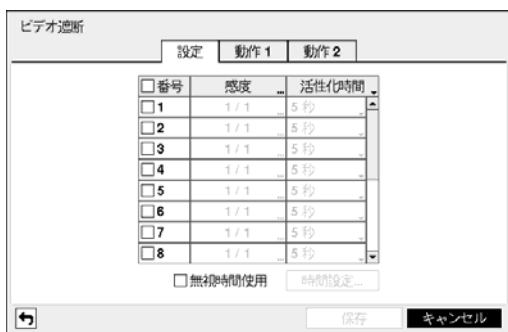 ビデオ遮断
設定 動作 1 動作 2
番号 感度 ... 活性化時間
1 1 / 1 ... 5 秒
2 1 / 1 ... 5 秒
3 1 / 1 ... 5 秒
4 1 / 1 ... 5 秒
5 1 / 1 ... 5 秒
6 1 / 1 ... 5 秒
7 1 / 1 ... 5 秒
8 1 / 1 ... 5 秒
無視時間使用 時間設定...
保存 キャンセル